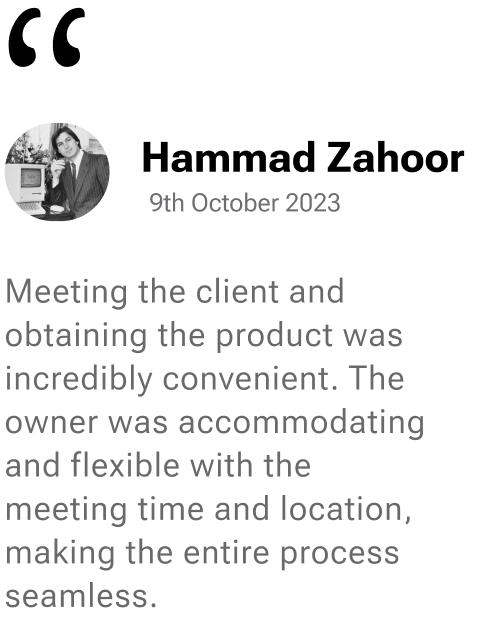 “
Hammad Zahoor
9th October 2023
Meeting the client and
obtaining the product was
incredibly convenient. The
owner was accommodating
and flexible with the
meeting time and location,
making the entire process
seamless.